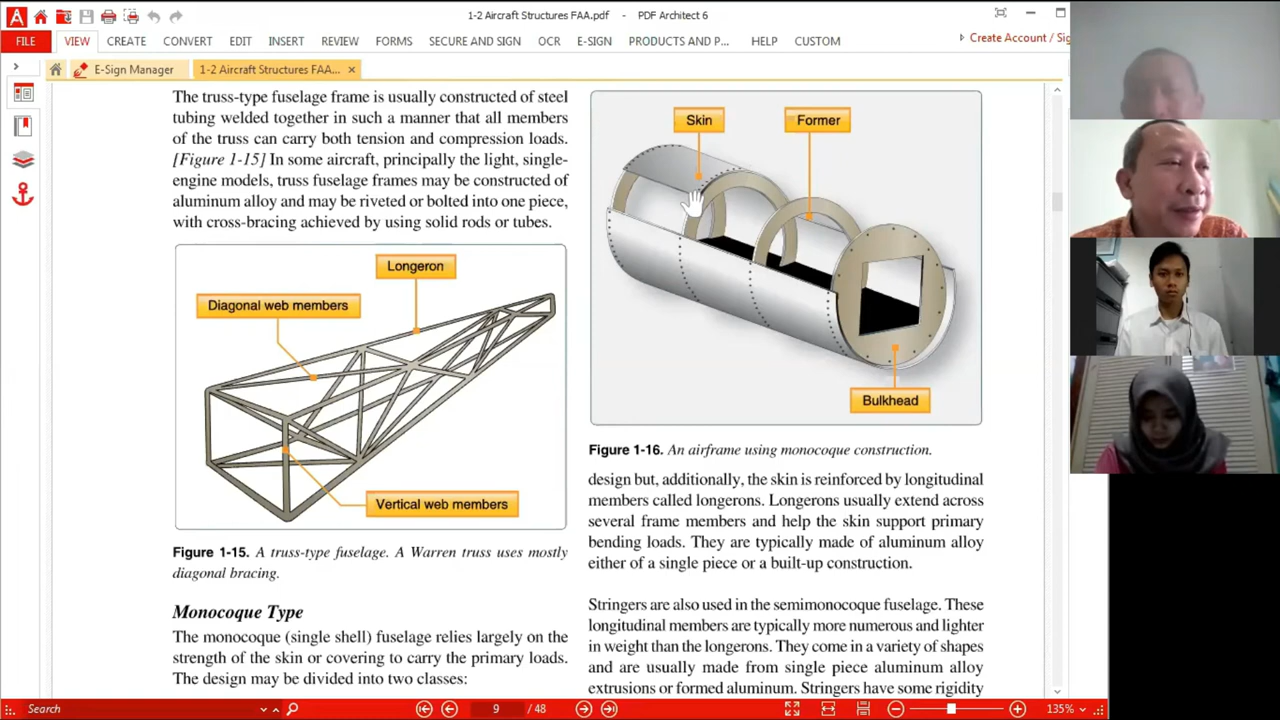 1-2 Aircraft Structures FAA.pdf - PDF Architect 6
FILE VIEW CREATE CONVERT EDIT INSERT REVIEW FORMS SECURE AND SIGN OCR E-SIGN PRODUCTS AND P... HELP CUSTOM Create Account / Sig
E-Sign Manager 1-2 Aircraft Structures FAA...
The truss-type fuselage frame is usually constructed of steel
tubing welded together in such a manner that all members
of the truss can carry both tension and compression loads.
[Figure 1-15] In some aircraft, principally the light, single-
engine models, truss fuselage frames may be constructed of
aluminum alloy and may be riveted or bolted into one piece,
with cross-bracing achieved by using solid rods or tubes.
Longeron
Diagonal web members
Vertical web members
Figure 1-15. A truss-type fuselage. A Warren truss uses mostly
diagonal bracing.
Monocoque Type
The monocoque (single shell) fuselage relies largely on the
strength of the skin or covering to carry the primary loads.
The design may be divided into two classes:
Skin
Former
Bulkhead
Figure 1-16. An airframe using monocoque construction.
design but, additionally, the skin is reinforced by longitudinal
members called longerons. Longerons usually extend across
several frame members and help the skin support primary
bending loads. They are typically made of aluminum alloy
either of a single piece or a built-up construction.
Stringers are also used in the semimonocoque fuselage. These
longitudinal members are typically more numerous and lighter
in weight than the longerons. They come in a variety of shapes
and are usually made from single piece aluminum alloy
extrusions or formed aluminum. Stringers have some rigidity
Search 9 / 48 135%